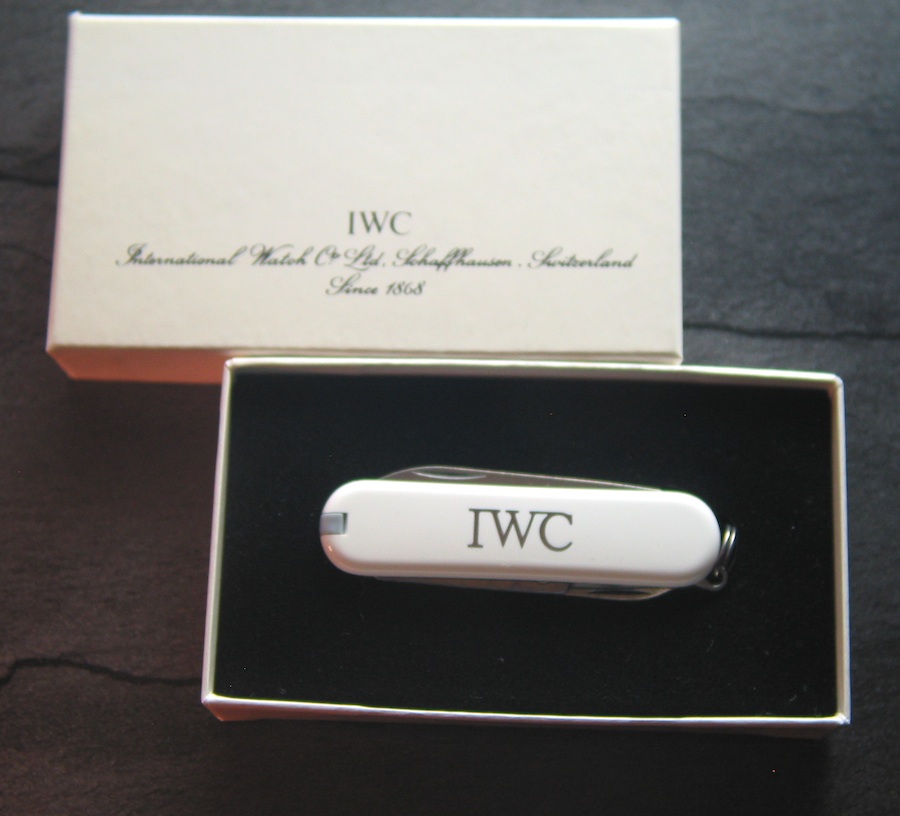 IWC
International Watch Co Ltd. Schaffhausen. Switzerland
Since 1868
IWC